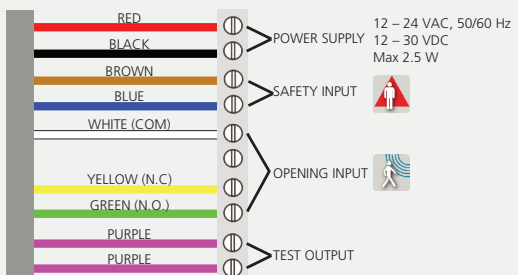 RED
BLACK
POWER SUPPLY
12 – 24 VAC, 50/60 Hz
12 – 30 VDC
Max 2.5 W
BROWN
BLUE
SAFETY INPUT
WHITE (COM)
YELLOW (N.C)
GREEN (N.O.)
OPENING INPUT
PURPLE
PURPLE
TEST OUTPUT